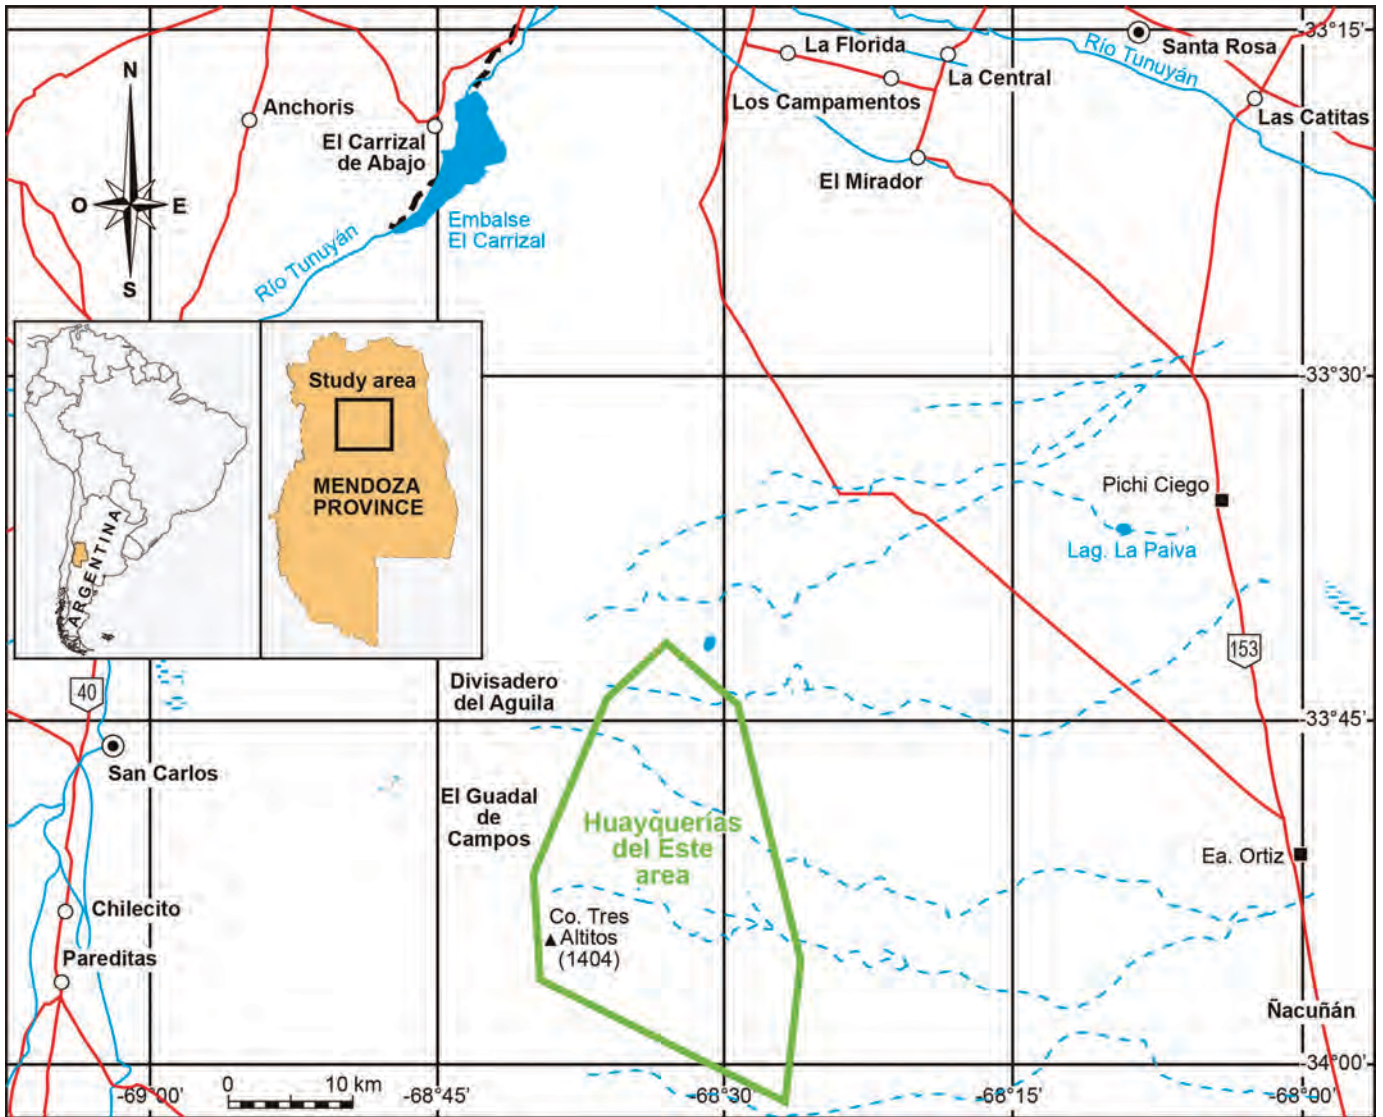 -33°15'
La Florida
Santa Rosa
Río Tunuyán
La Central
Los Campamentos
Las Catitas
N
Anchoris
El Carrizal
de Abajo
El Mirador
O
E
Embalse
El Carrizal
Río Tunuyán
S
-33°30'
Study area
MENDOZA
PROVINCE
ARGENTINA
Pichi Ciego
Lag. La Paiva
153
40
Divisadero
del Aguila
-33°45'
San Carlos
El Guadal
de
Campos
Huayquerías
del Este
area
Ea. Ortiz
Chilecito
Co. Tres
Altitos
(1404)
Pareditas
Ñacuñán
-34°00'
0
10 km
-69°00'
-68°45'
-68°30'
-68°15'
-68°00'